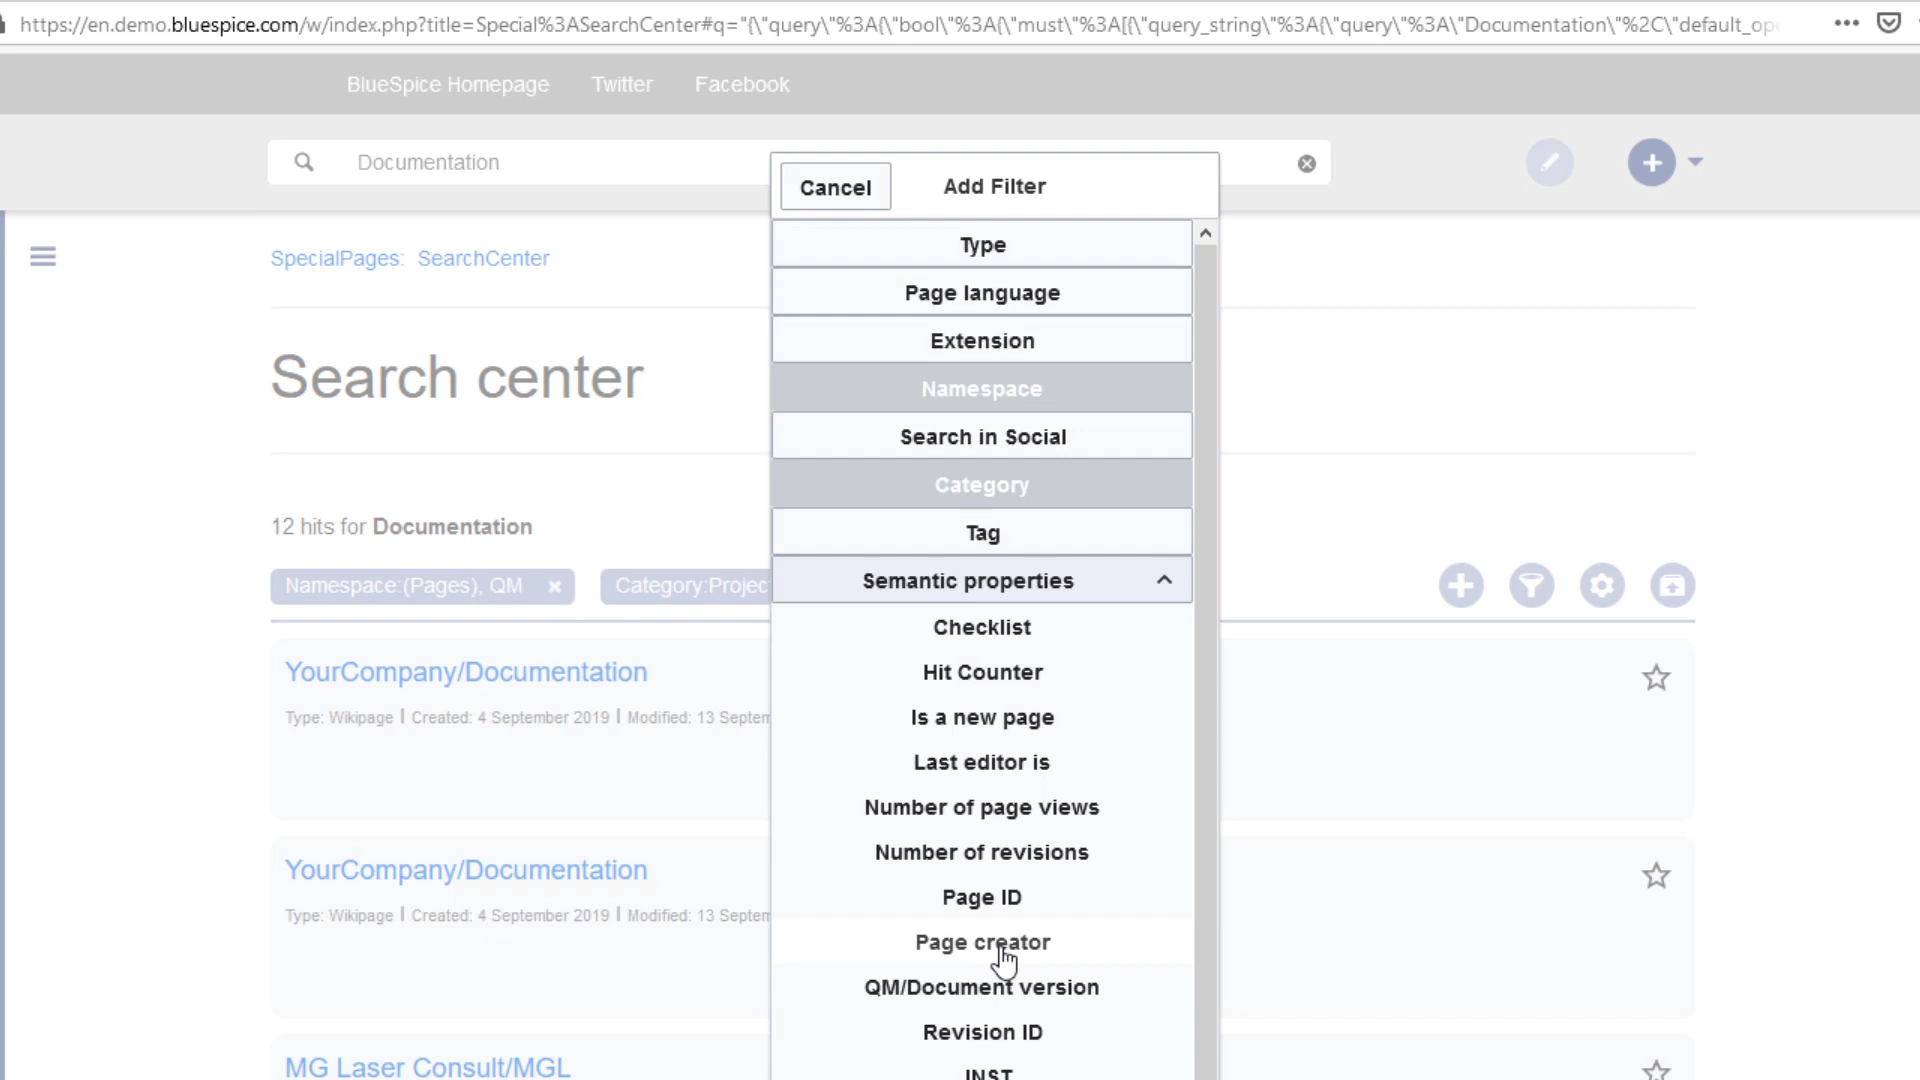 https://en.demo.bluespice.com/w/index.php?title=Special%3ASearchCenter#q="{\"query\"%3A{\"bool\"%3A{\"must\"%3A[{\"query_string\"%3A{\"query\"%3A\"Documentation\"%2C\"default_op
BlueSpice Homepage Twitter Facebook
Documentation
Cancel Add Filter
Type
SpecialPages: SearchCenter
Page language
Extension
Search center
Namespace
Search in Social
Category
12 hits for Documentation
Tag
Namespace:(Pages), QM × Category:Projec
Semantic properties
Checklist
YourCompany/Documentation
Hit Counter
Type: Wikipage | Created: 4 September 2019 | Modified: 13 Septem
Is a new page
Last editor is
Number of page views
Number of revisions
YourCompany/Documentation
Page ID
Type: Wikipage | Created: 4 September 2019 | Modified: 13 Septem
Page creator
QM/Document version
Revision ID
MG Laser Consult/MGL
INST